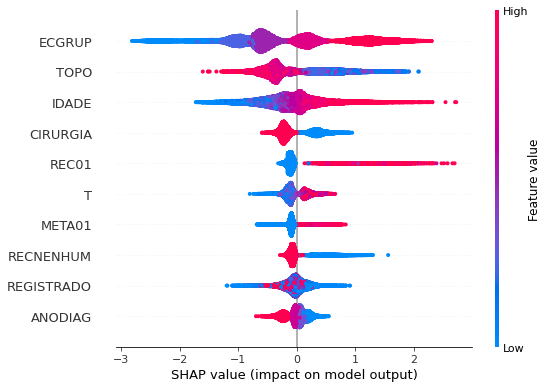 High
ECGRUP
TOPO
IDADE
CIRURGIA
REC01
T
META01
RECNENHUM
REGISTRADO
ANODIAG
Feature value
Low
−3 −2 −1 0 1 2
SHAP value (impact on model output)